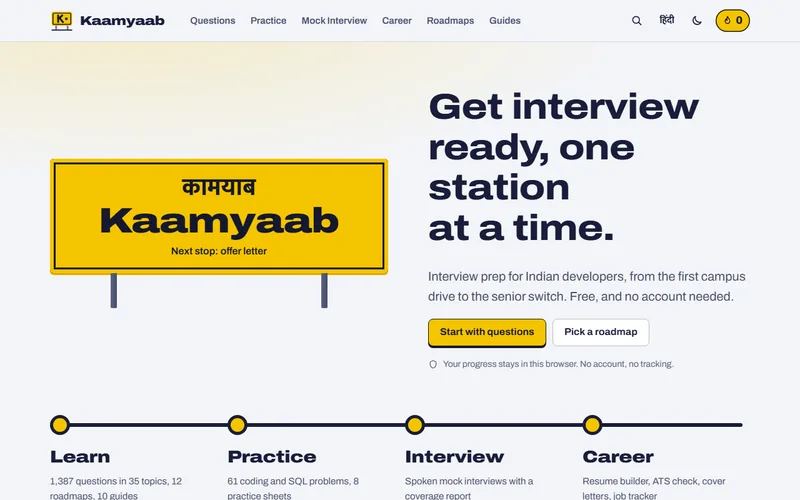 K
Kaamyaab
Questions
Practice
Mock Interview
Career
Roadmaps
Guides
हिंदी
0
कामयाब
Kaamyaab
Next stop: offer letter
Get interview
ready, one
station
at a time.
Interview prep for Indian developers, from the first campus
drive to the senior switch. Free, and no account needed.
Start with questions
Pick a roadmap
Your progress stays in this browser. No account, no tracking.
Learn
1,387 questions in 35 topics, 12
roadmaps, 10 guides
Practice
61 coding and SQL problems, 8
practice sheets
Interview
Spoken mock interviews with a
coverage report
Career
Resume builder, ATS check, cover
letters, job tracker